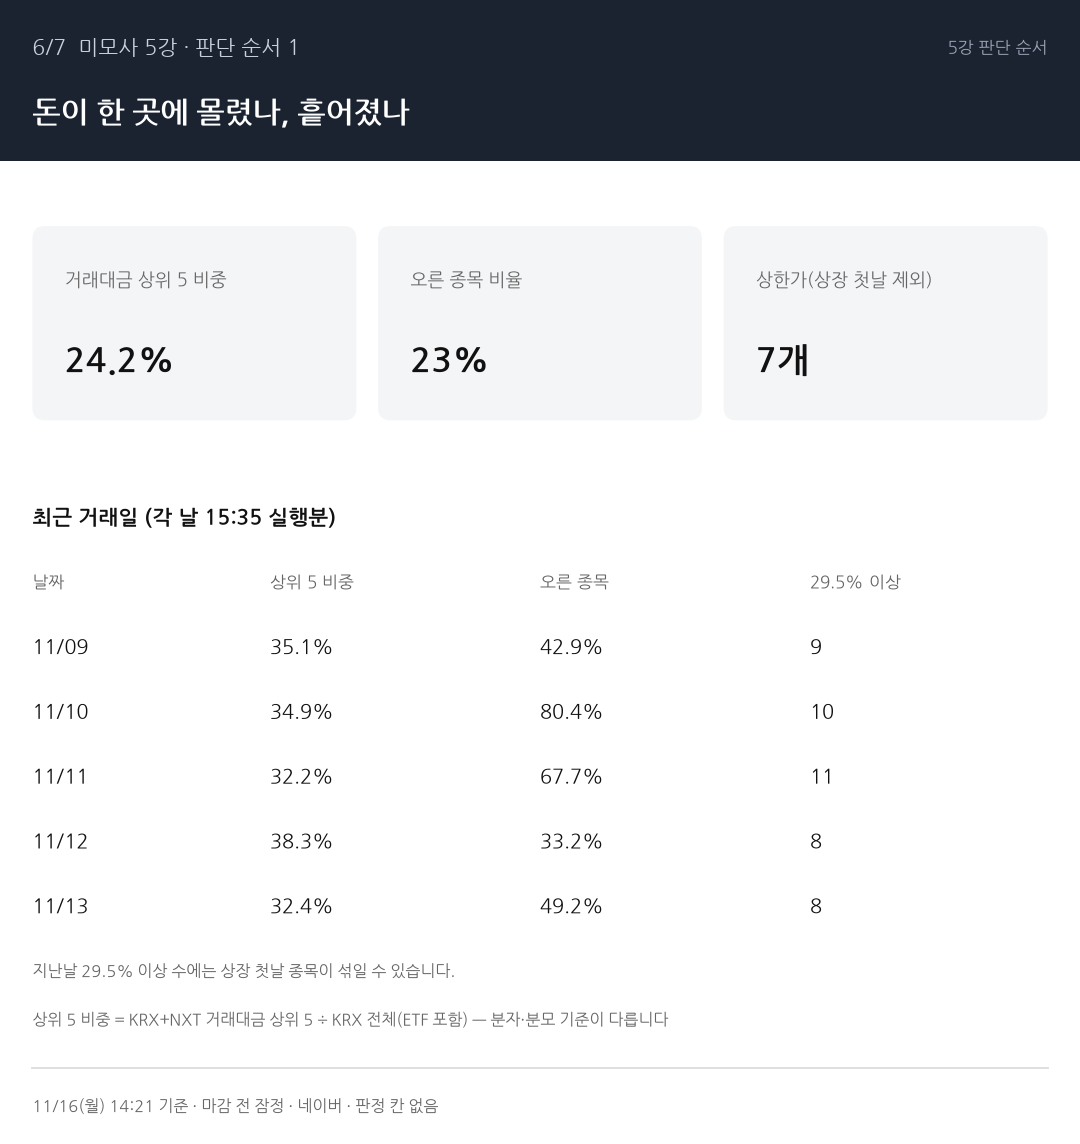 6/7 미모사 5강 · 판단 순서 1
5강 판단 순서
돈이 한 곳에 몰렸나, 흩어졌나
거래대금 상위 5 비중
오른 종목 비율
상한가(상장 첫날 제외)
24.2%
23%
7개
최근 거래일 (각 날 15:35 실행분)
날짜 상위 5 비중 오른 종목 29.5% 이상
11/09 35.1% 42.9% 9
11/10 34.9% 80.4% 10
11/11 32.2% 67.7% 11
11/12 38.3% 33.2% 8
11/13 32.4% 49.2% 8
지난날 29.5% 이상 수에는 상장 첫날 종목이 섞일 수 있습니다.
상위 5 비중 = KRX+NXT 거래대금 상위 5 ÷ KRX 전체(ETF 포함) — 분자·분모 기준이 다릅니다
11/16(월) 14:21 기준 · 마감 전 잠정 · 네이버 · 판정 칸 없음